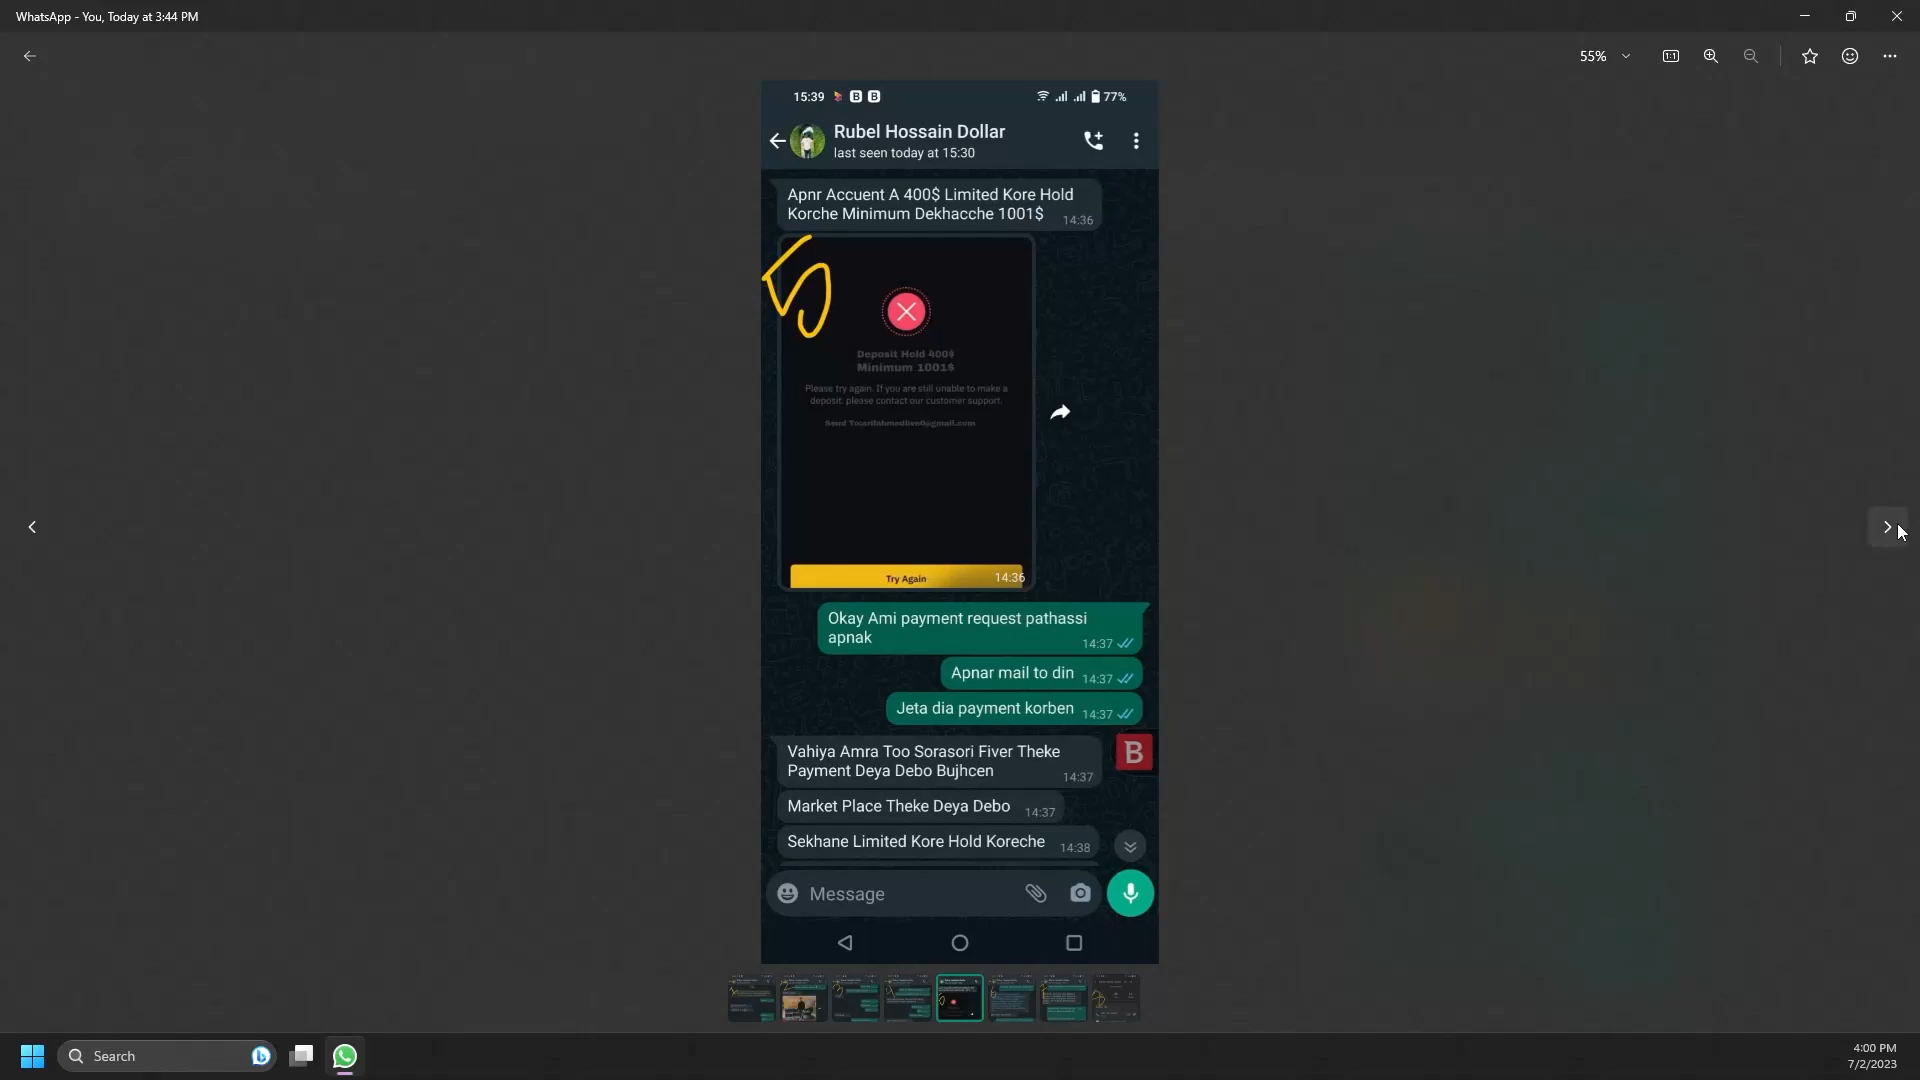 WhatsApp - You, Today at 3:44 PM
55%
15:39
B B
77%
Rubel Hossain Dollar
last seen today at 15:30
Apnr Accuent A 400$ Limited Kore Hold
Korche Minimum Dekhacche 1001$
14:36
5
Deposit Hold 400$
Minimum 1001$
Please try again. If you are still unable to make a
deposit, please contact our customer support.
Try Again
14:36
Okay Ami payment request pathassi
apnak
14:37
Apnar mail to din 14:37
Jeta dia payment korben 14:37
B
Vahiya Amra Too Sorasori Fiver Theke
Payment Deya Debo Bujhcen
14:37
Market Place Theke Deya Debo 14:37
Sekhane Limited Kore Hold Koreche 14:38
Message
Search
4:00 PM
7/2/2023